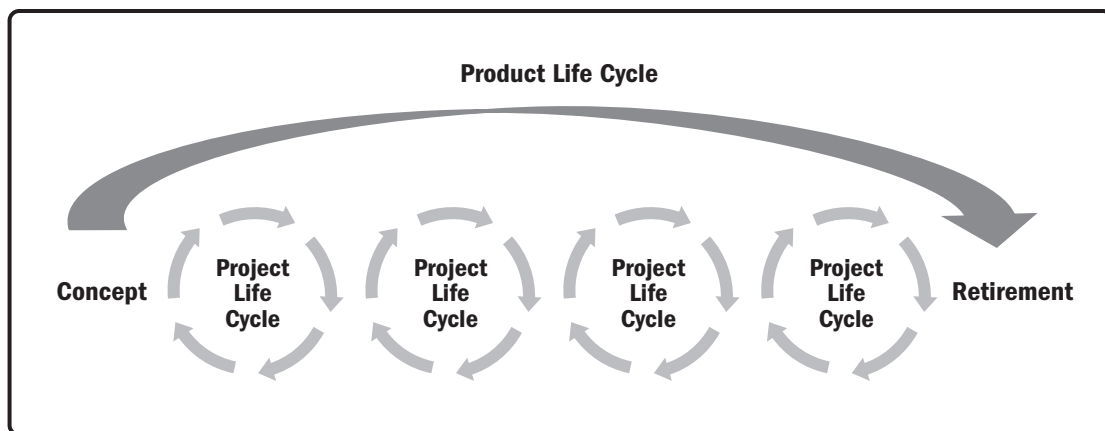 Product Life Cycle
Concept
Project
Life
Cycle
Project
Life
Cycle
Project
Life
Cycle
Project
Life
Cycle
Retirement